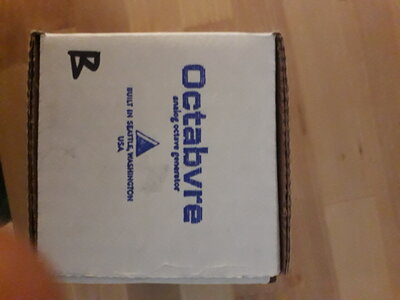 Octabvre
analog octave generator
BUILT IN SEATTLE, WASHINGTON
USA
B